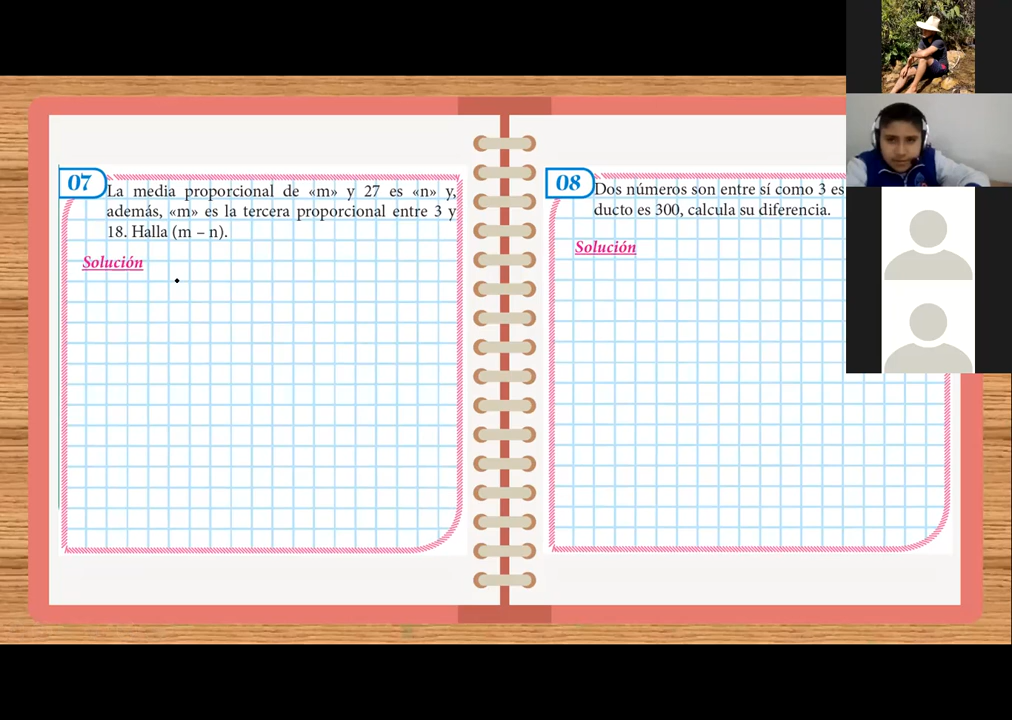 07
La media proporcional de «m» y 27 es «n» y,
además, «m» es la tercera proporcional entre 3 y
18. Halla (m – n).
Solución
08
Dos números son entre sí como 3 es
ducto es 300, calcula su diferencia.
Solución